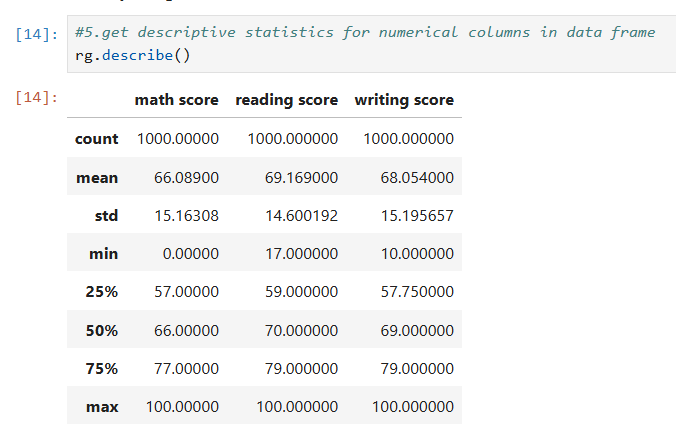 [14]: #5.get descriptive statistics for numerical columns in data frame
rg.describe()
[14]:
math score reading score writing score
count 1000.00000 1000.000000 1000.000000
mean 66.08900 69.169000 68.054000
std 15.16308 14.600192 15.195657
min 0.00000 17.000000 10.000000
25% 57.00000 59.000000 57.750000
50% 66.00000 70.000000 69.000000
75% 77.00000 79.000000 79.000000
max 100.00000 100.000000 100.000000